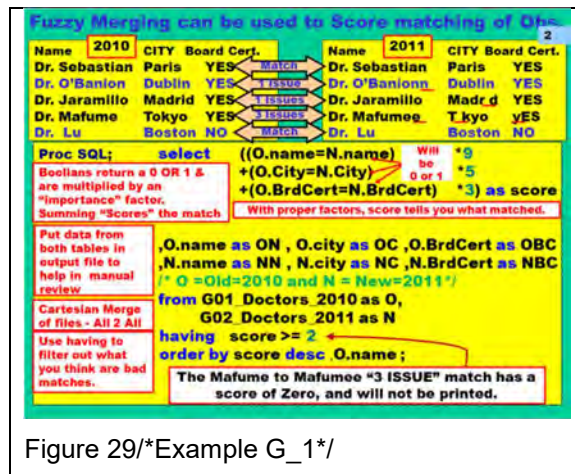 Fuzzy Merging can be used to Score matching of Obs.
2
Name 2010 CITY Board Cert.
Dr. Sebastian Paris YES
Dr. O'Banion Dublin YES
Dr. Jaramillo Madrid YES
Dr. Mafume Tokyo YES
Dr. Lu Boston NO
Match
1 Issue
1 Issues
3 Issues
Match
Name 2011 CITY Board Cert.
Dr. Sebastian Paris YES
Dr. O'Banionn Dublin YES
Dr. Jaramillo Madr d YES
Dr. Mafumee T kyo yES
Dr. Lu Boston NO
Proc SQL; select ((O.name=N.name) *9
+(O.City=N.City) *5
+(O.BrdCert=N.BrdCert) *3) as score
Will
be
0 or 1
Boolians return a 0 OR 1 &
are multiplied by an
"importance" factor.
Summing "Scores" the match
With proper factors, score tells you what matched.
Put data from
both tables in
output file to
help in manual
review
,O.name as ON , O.city as OC ,O.BrdCert as OBC
,N.name as NN , N.city as NC ,N.BrdCert as NBC
/* O =Old=2010 and N = New=2011*/
Cartesian Merge
of files - All 2 All
from G01_Doctors_2010 as O,
G02_Doctors_2011 as N
Use having to
filter out what
you think are bad
matches.
having score >= 2
order by score desc ,O.name ;
The Mafume to Mafumee "3 ISSUE" match has a
score of Zero, and will not be printed.
Figure 29/*Example G_1*/